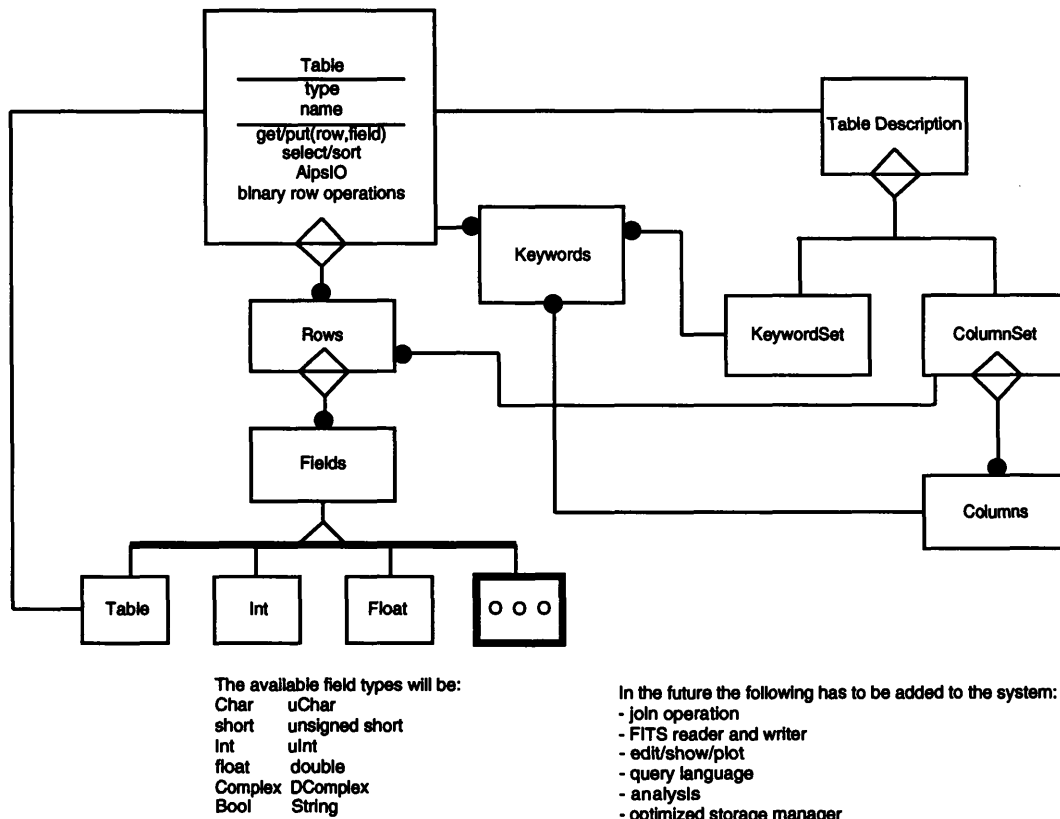 Table
type
name
get/put(row,field)
select/sort
AipsIO
binary row operations
Table Description
Keywords
Rows
KeywordSet
ColumnSet
Fields
Columns
Table
Int
Float
O O O
The available field types will be:
Char uChar
short unsigned short
Int uInt
float double
Complex DComplex
Bool String
In the future the following has to be added to the system:
- join operation
- FITS reader and writer
- edit/show/plot
- query language
- analysis
- optimized storage manager